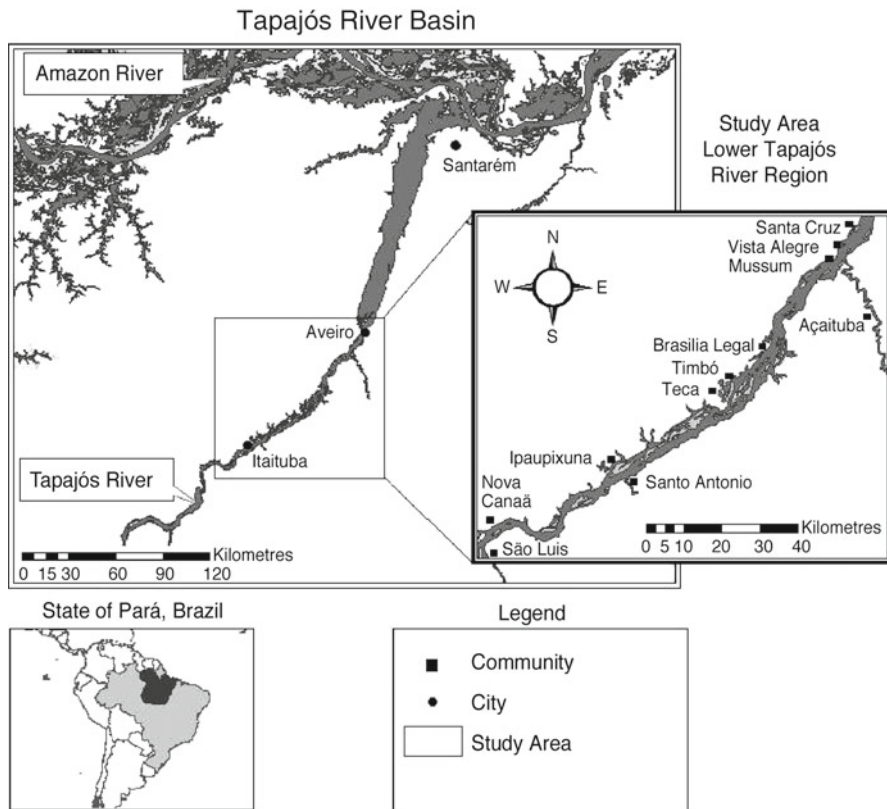 Tapajós River Basin
Amazon River
Santarém
Study Area
Lower Tapajós
River Region
Aveiro
Itaituba
Tapajós River
Kilometres
0 15 30 60 90 120
N
W E
S
Santa Cruz
Vista Alegre
Mussum
Açaituba
Brasilia Legal
Timbó
Teca
Ipaupixuna
Santo Antonio
Nova
Canaä
Säo Luis
Kilometres
0 5 10 20 30 40
State of Pará, Brazil
Legend
Community
City
Study Area